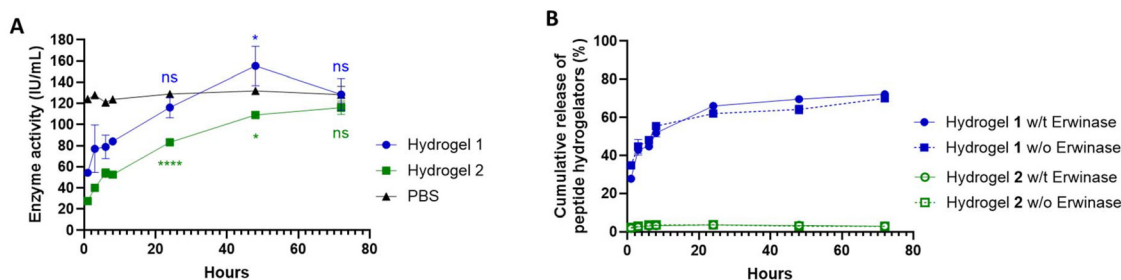 A
Enzyme activity (IU/mL)
180
160
140
120
100
80
60
40
20
0
0 20 40 60 80
Hours
ns
*
ns
****
*
ns
Hydrogel 1
Hydrogel 2
PBS
B
Cumulative release of
peptide hydrogelators (%)
100
80
60
40
20
0
0 20 40 60 80
Hours
Hydrogel 1 w/t Erwinase
Hydrogel 1 w/o Erwinase
Hydrogel 2 w/t Erwinase
Hydrogel 2 w/o Erwinase